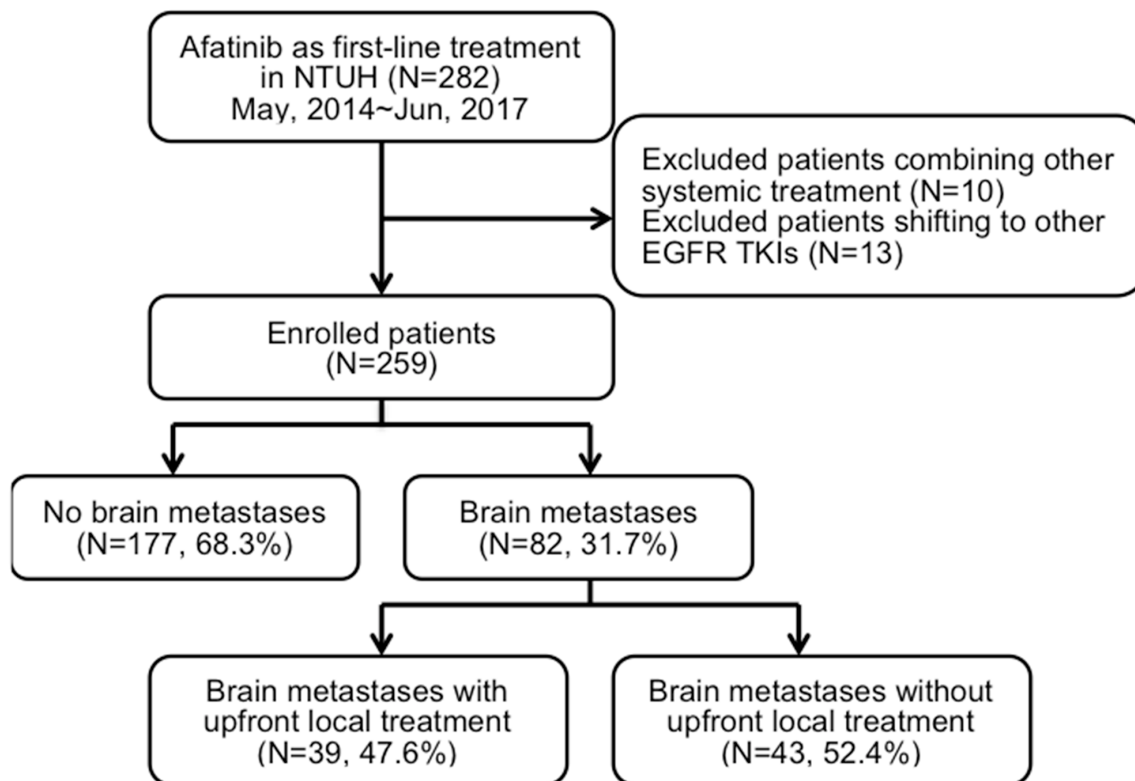 Afatinib as first-line treatment
in NTUH (N=282)
May, 2014~Jun, 2017
Excluded patients combining other
systemic treatment (N=10)
Excluded patients shifting to other
EGFR TKIs (N=13)
Enrolled patients
(N=259)
No brain metastases
(N=177, 68.3%)
Brain metastases
(N=82, 31.7%)
Brain metastases with
upfront local treatment
(N=39, 47.6%)
Brain metastases without
upfront local treatment
(N=43, 52.4%)